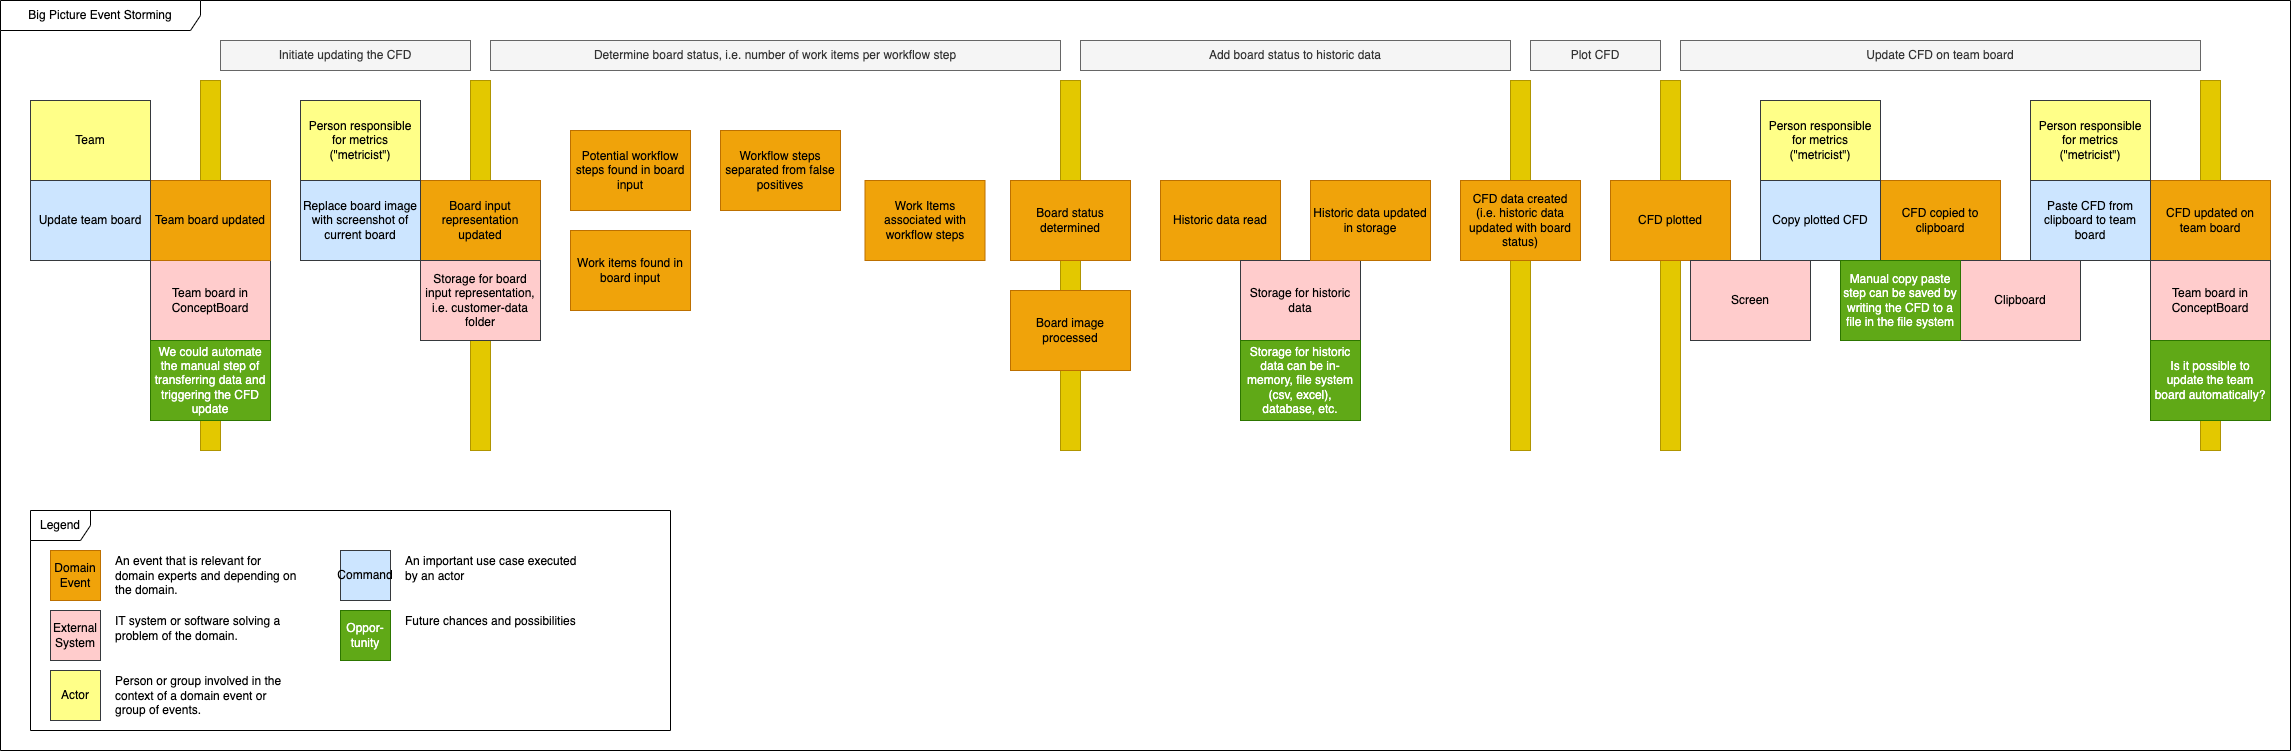 Big Picture Event Storming
Initiate updating the CFD
Determine board status, i.e. number of work items per workflow step
Add board status to historic data
Plot CFD
Update CFD on team board
Team
Update team board
Team board updated
Team board in
ConceptBoard
We could automate
the manual step of
transferring data and
triggering the CFD
update
Person responsible
for metrics
("metricist")
Replace board image
with screenshot of
current board
Board input
representation
updated
Storage for board
input representation,
i.e. customer-data
folder
Potential workflow
steps found in board
input
Work items found in
board input
Workflow steps
separated from false
positives
Work Items
associated with
workflow steps
Board status
determined
Board image
processed
Historic data read
Historic data updated
in storage
Storage for historic
data
Storage for historic
data can be in-
memory, file system
(csv, excel),
database, etc.
CFD data created
(i.e. historic data
updated with board
status)
CFD plotted
Screen
Person responsible
for metrics
("metricist")
Copy plotted CFD
CFD copied to
clipboard
Manual copy paste
step can be saved by
writing the CFD to a
file in the file system
Clipboard
Person responsible
for metrics
("metricist")
Paste CFD from
clipboard to team
board
CFD updated on
team board
Team board in
ConceptBoard
Is it possible to
update the team
board automatically?
Legend
Domain
Event
An event that is relevant for
domain experts and depending on
the domain.
Command
An important use case executed
by an actor
External
System
IT system or software solving a
problem of the domain.
Oppor-
tunity
Future chances and possibilities
Actor
Person or group involved in the
context of a domain event or
group of events.